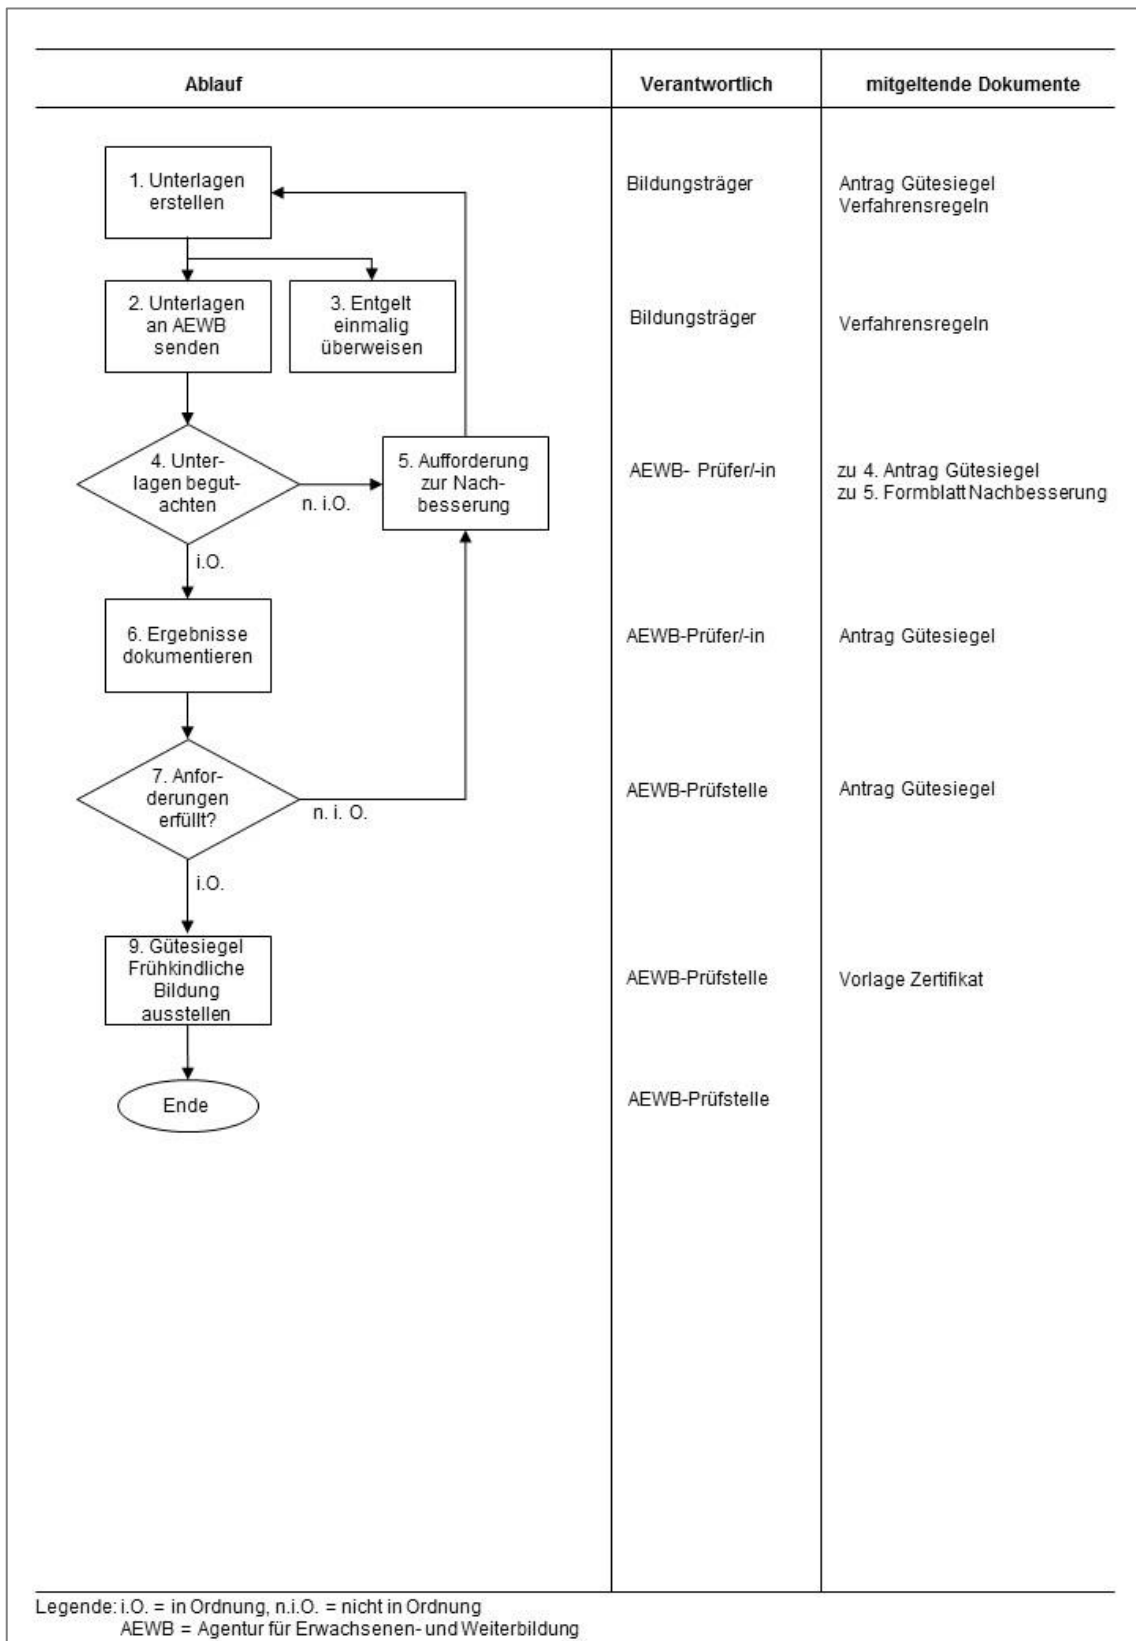 Ablauf
Verantwortlich
mitgeltende Dokumente
1. Unterlagen
erstellen
Bildungsträger
Antrag Gütesiegel
Verfahrensregeln
2. Unterlagen
an AEWB
senden
3. Entgelt
einmalig
überweisen
Bildungsträger
Verfahrensregeln
4. Unter-
lagen begut-
achten
n. i.O.
5. Aufforderung
zur Nach-
besserung
AEWB- Prüfer/-in
zu 4. Antrag Gütesiegel
zu 5. Formblatt Nachbesserung
i.O.
6. Ergebnisse
dokumentieren
AEWB-Prüfer/-in
Antrag Gütesiegel
7. Anfor-
derungen
erfüllt?
n. i. O.
AEWB-Prüfstelle
Antrag Gütesiegel
i.O.
9. Gütesiegel
Frühkindliche
Bildung
ausstellen
AEWB-Prüfstelle
Vorlage Zertifikat
Ende
AEWB-Prüfstelle
Legende: i.O. = in Ordnung, n.i.O. = nicht in Ordnung
AEWB = Agentur für Erwachsenen- und Weiterbildung